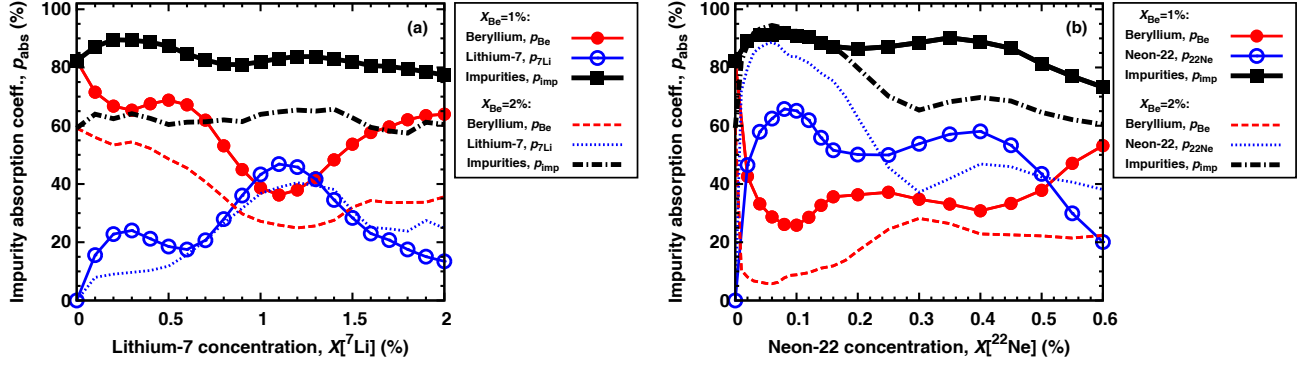 Impurity absorption coeff., pabs (%)
100
80
60
40
20
0
(a)
0
0.5
1
1.5
2
Lithium-7 concentration, X[7Li] (%)
XBe=1%:
Beryllium, pBe
Lithium-7, p7Li
Impurities, pimp
XBe=2%:
Beryllium, pBe
Lithium-7, p7Li
Impurities, pimp
Impurity absorption coeff., pabs (%)
100
80
60
40
20
0
(b)
0
0.1
0.2
0.3
0.4
0.5
0.6
Neon-22 concentration, X[22Ne] (%)
XBe=1%:
Beryllium, pBe
Neon-22, p22Ne
Impurities, pimp
XBe=2%:
Beryllium, pBe
Neon-22, p22Ne
Impurities, pimp